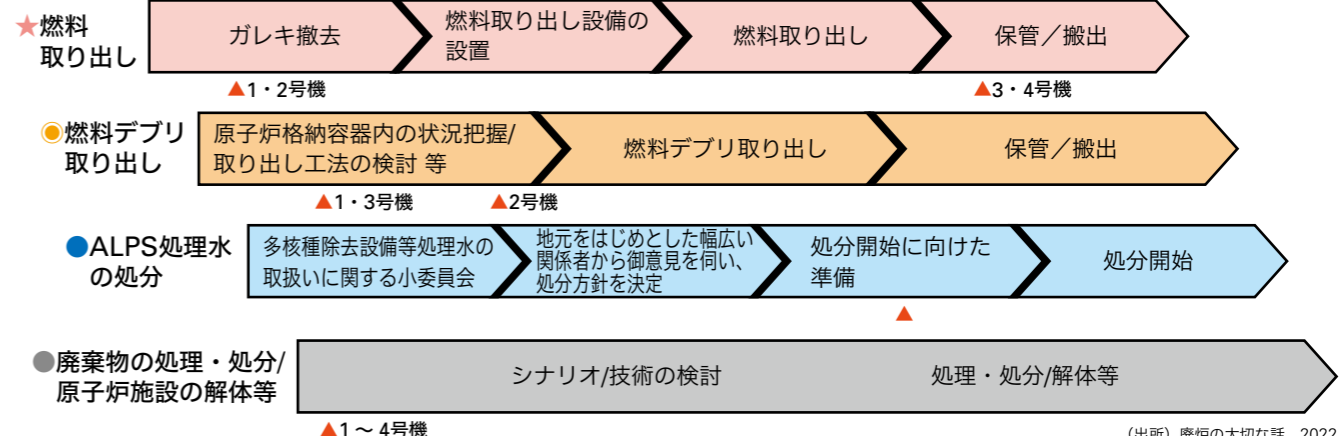 ★燃料
取り出し
ガレキ撤去
燃料取り出し設備の
設置
燃料取り出し
保管／搬出
▲1・2号機
▲3・4号機
燃料デブリ
取り出し
原子炉格納容器内の状況把握/
取り出し工法の検討 等
燃料デブリ取り出し
保管／搬出
▲1・3号機
▲2号機
●ALPS処理水
の処分
多核種除去設備等処理水の
取扱いに関する小委員会
地元をはじめとした幅広い
関係者から御意見を伺い、
処分方針を決定
処分開始に向けた
準備
処分開始
▲
●廃棄物の処理・処分/
原子炉施設の解体等
シナリオ/技術の検討
処理・処分/解体等
▲1～4号機
（出所）廃炉の大切な話 2022